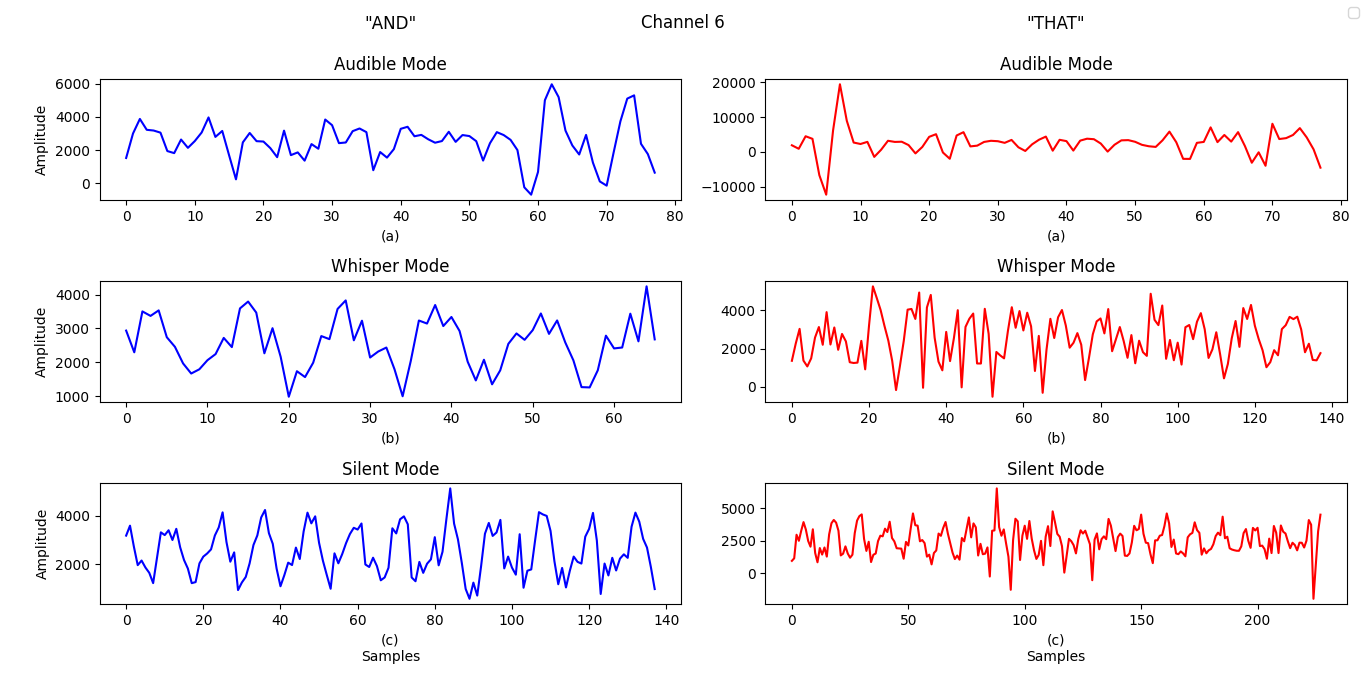 "AND" Channel 6 "THAT"
Audible Mode Audible Mode
Amplitude
6000
4000
2000
0
0 10 20 30 40 50 60 70 80
(a)
20000
10000
0
−10000
0 10 20 30 40 50 60 70 80
(a)
Whisper Mode Whisper Mode
Amplitude
4000
3000
2000
1000
0 10 20 30 40 50 60
(b)
4000
2000
0
0 20 40 60 80 100 120 140
(b)
Silent Mode Silent Mode
Amplitude
4000
2000
0 20 40 60 80 100 120 140
(c)
Samples
5000
2500
0
0 50 100 150 200
(c)
Samples